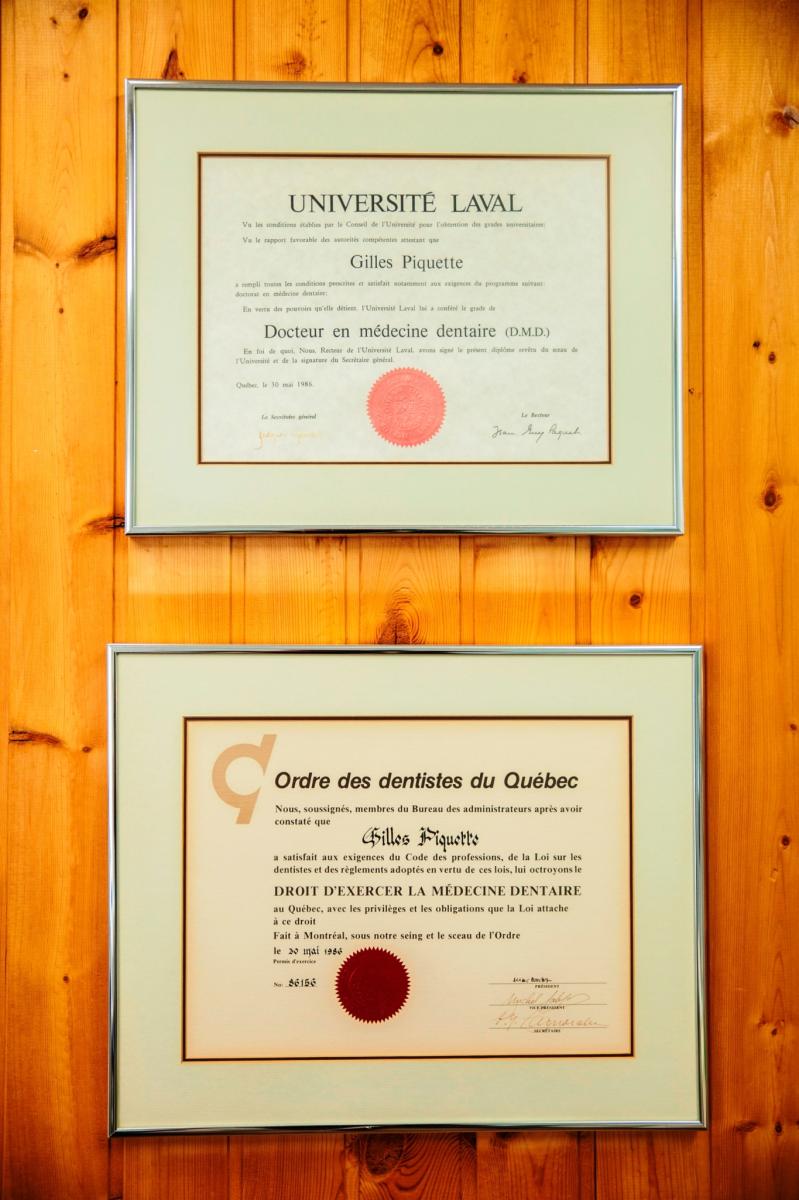 UNIVERSITÉ LAVAL
Vu les conditions établies par le Conseil de l'Université pour l'obtention des grades universitaires;
Vu le rapport favorable des autorités compétentes attestant que
Gilles Piquette
a rempli toutes les conditions prescrites et satisfait notamment aux exigences du programme suivant:
doctorat en médecine dentaire;
En vertu des pouvoirs qu'elle détient, l'Université Laval lui a conféré le grade de
Docteur en médecine dentaire (D.M.D.)
En foi de quoi, Nous, Recteur de l'Université Laval, avons signé le présent diplôme revêtu du sceau de
l'Université et de la signature du Secrétaire général.
Québec, le 30 mai 1986.
Le Secrétaire général
Le Recteur
Ordre des dentistes du Québec
Nous, soussignés, membres du Bureau des administrateurs après avoir
constaté que
Gilles Piquette
a satisfait aux exigences du Code des professions, de la Loi sur les
dentistes et des règlements adoptés en vertu de ces lois, lui octroyons le
DROIT D'EXERCER LA MÉDECINE DENTAIRE
au Québec, avec les privilèges et les obligations que la Loi attache
à ce droit
Fait à Montréal, sous notre seing et le sceau de l'Ordre
le 30 mai 1986
Permis d'exercice
No: 86156
PRÉSIDENT
VICE-PRÉSIDENT
SECRÉTAIRE